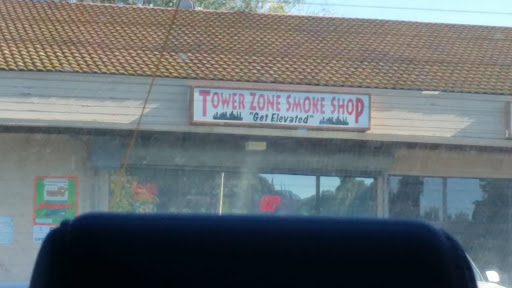 TOWER ZONE SMOKE SHOP
"Get Elevated"